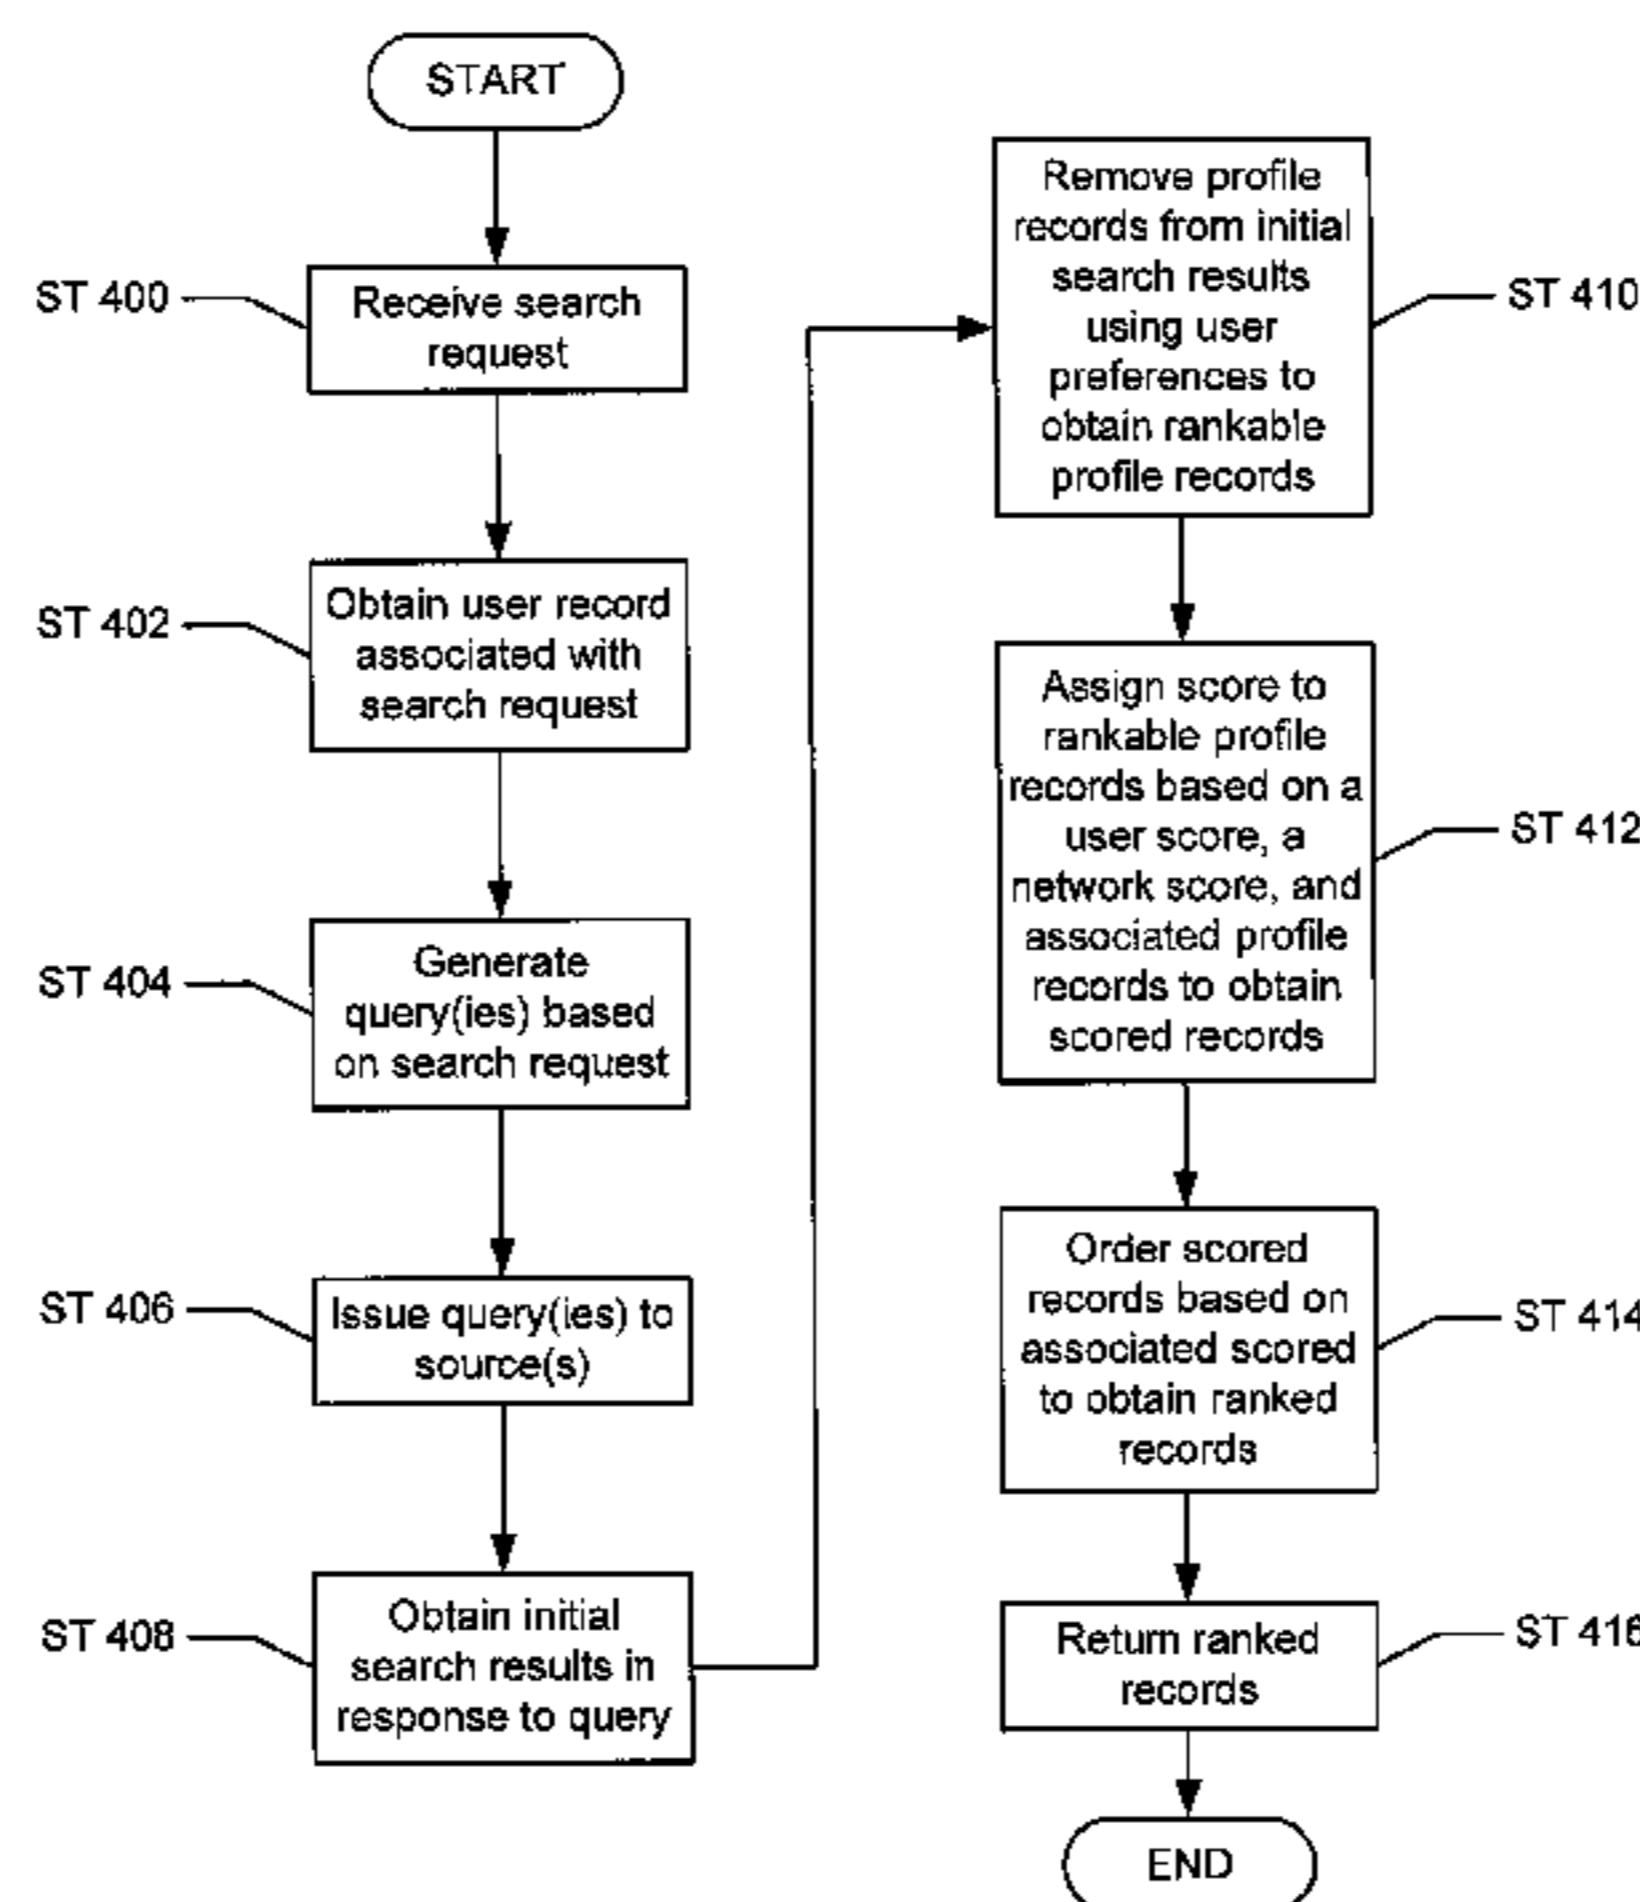 START
ST 400
Receive search
request
ST 402
Obtain user record
associated with
search request
ST 404
Generate
query(ies) based
on search request
ST 406
Issue query(ies) to
source(s)
ST 408
Obtain initial
search results in
response to query
Remove profile
records from initial
search results
using user
preferences to
obtain rankable
profile records
ST 410
Assign score to
rankable profile
records based on a
user score, a
network score, and
associated profile
records to obtain
scored records
ST 412
Order scored
records based on
associated scored
to obtain ranked
records
ST 414
Return ranked
records
ST 416
END